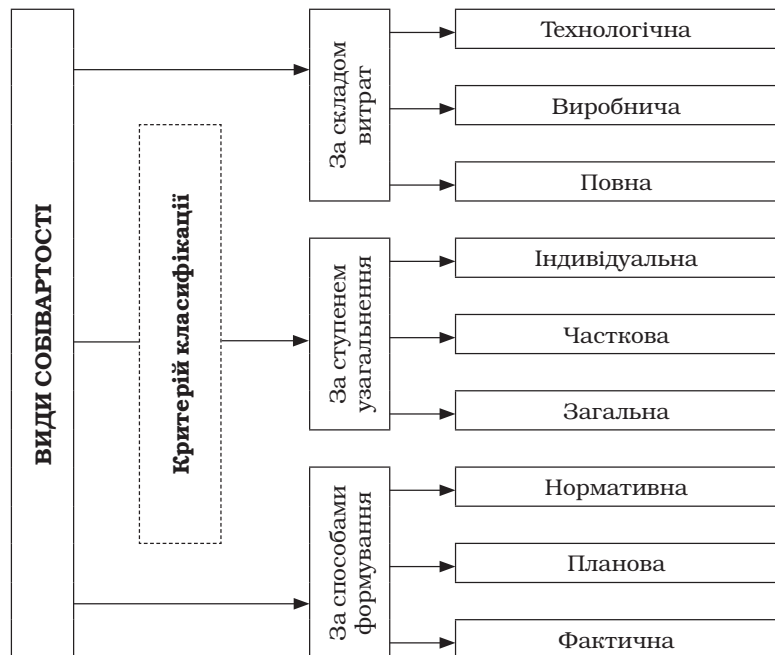 ВИДИ СОБІВАРТОСТІ
Критерій класифікації
За складом
витрат
Технологічна
Виробнича
Повна
За ступенем
узагальнення
Індивідуальна
Часткова
Загальна
За способами
формування
Нормативна
Планова
Фактична